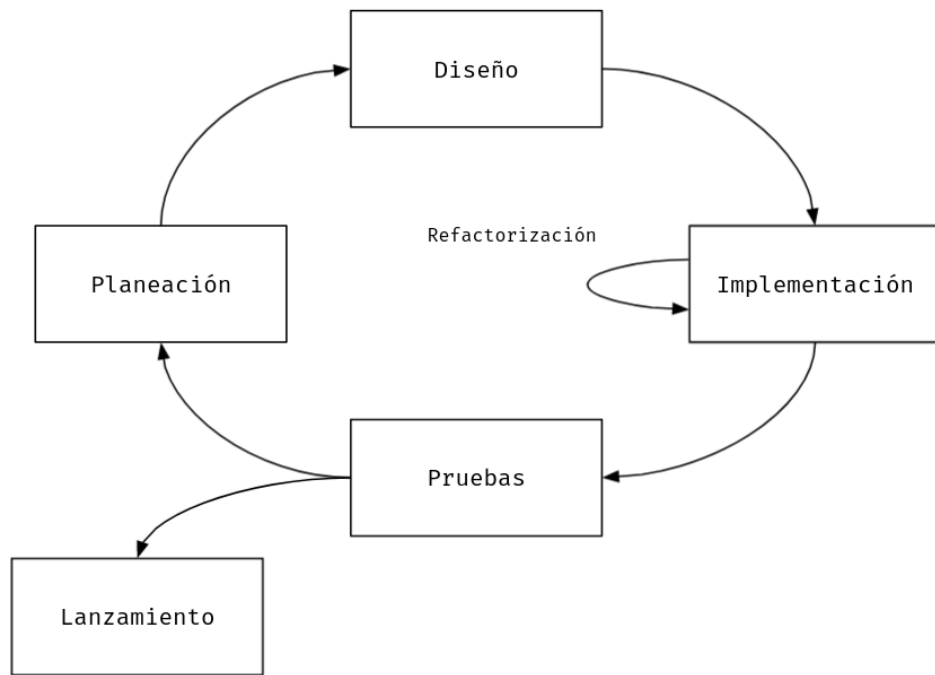 Diseño
Refactorización
Planeación
Implementación
Pruebas
Lanzamiento